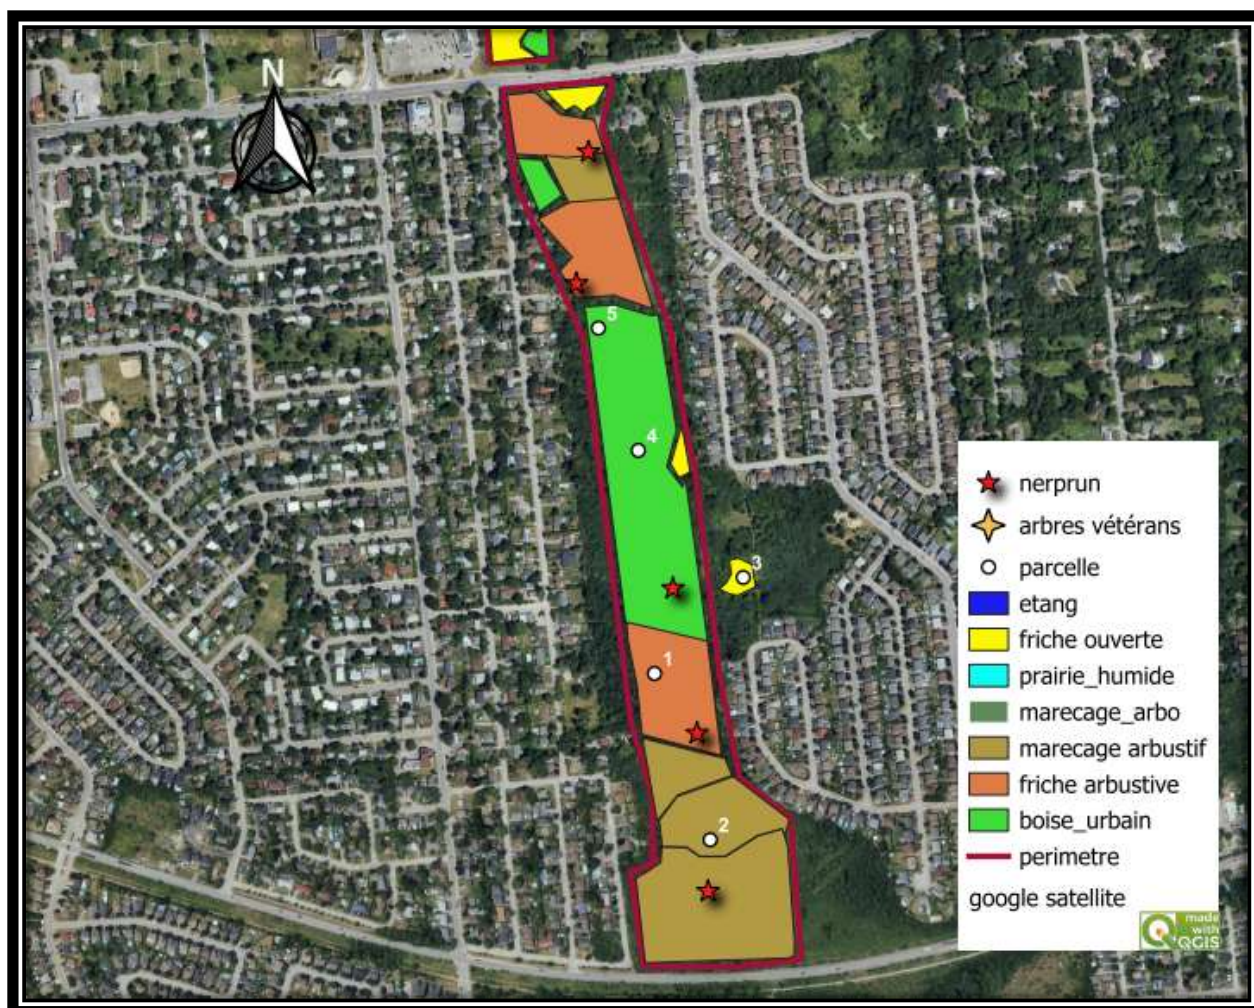 N
5
4
3
1
2
nerprun
arbres vétérans
parcelle
etang
friche ouverte
prairie_humide
marecage_arbo
marecage arbustif
friche arbustive
boise_urbain
perimetre
google satellite
made
with
QGIS